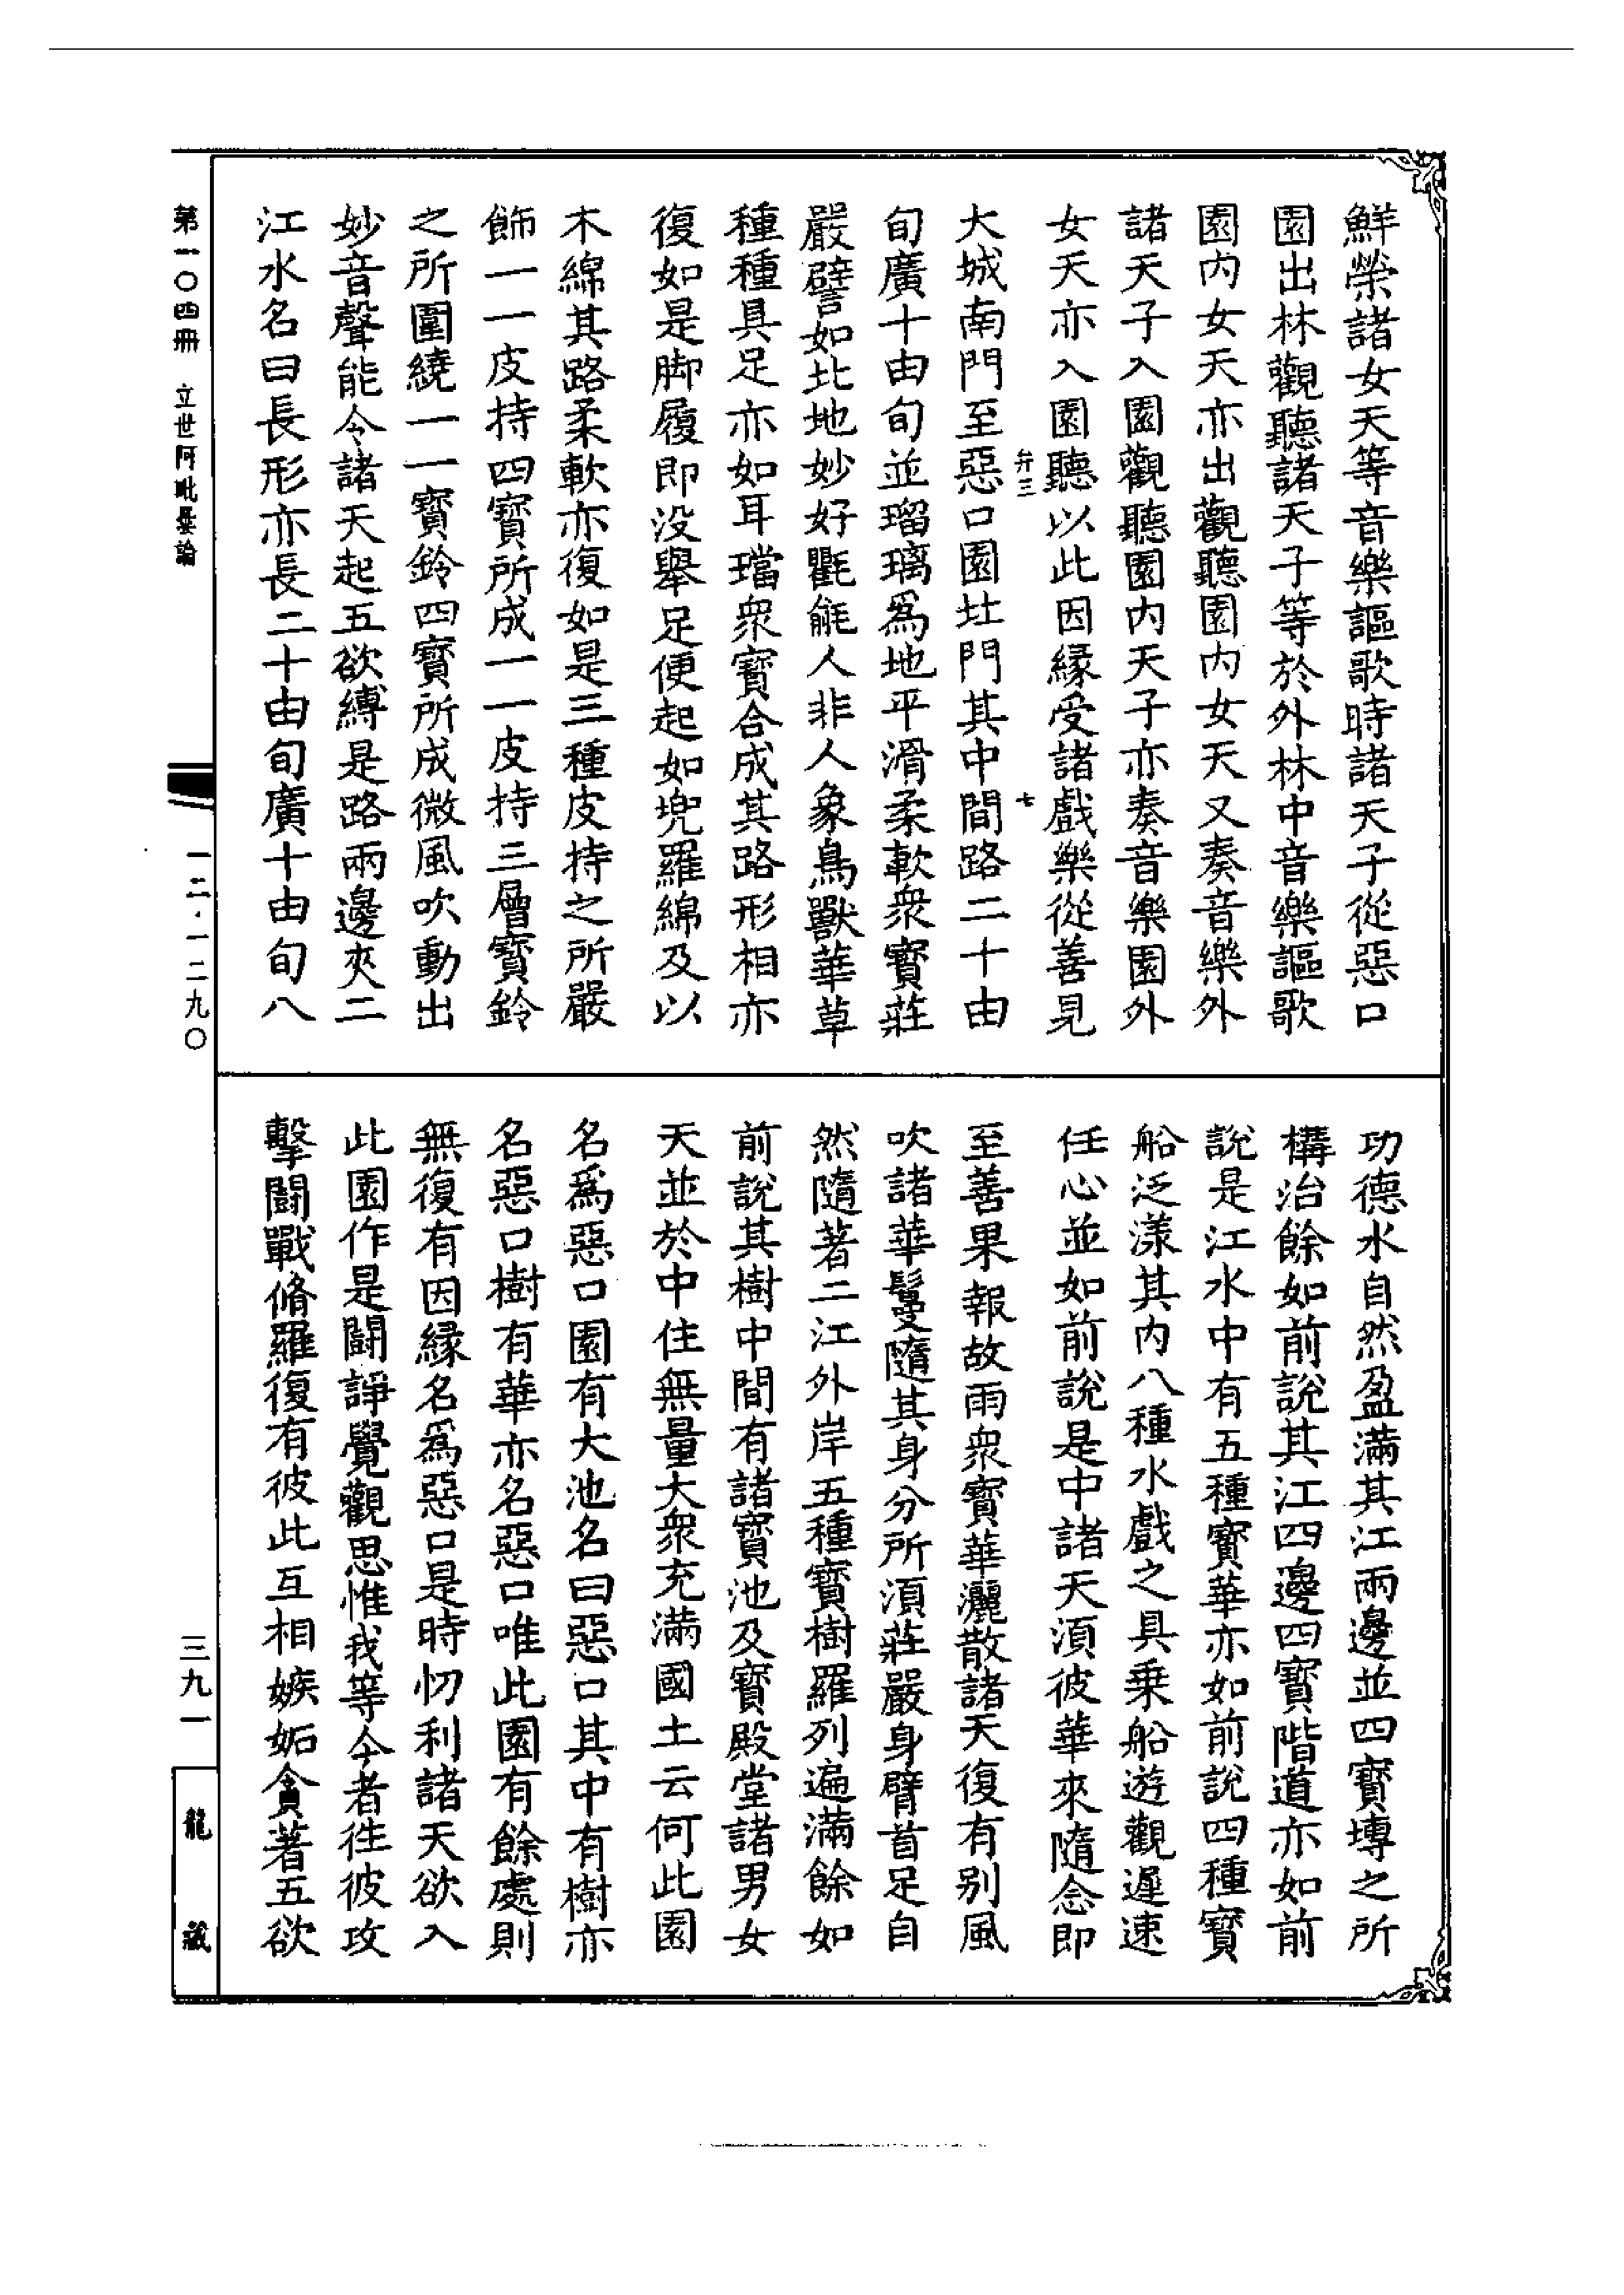 鮮榮諸女天等音樂謳歌時諸天子從惡口
園出林觀聽諸天子等於外林中音樂謳歌
園内女天亦出觀聽園内女天又奏音樂外
諸天子入園觀聽園内天子亦奏音樂園外
女天亦入園聽以此因緣受諸戲樂從善見
弁三 七
大城南門至惡口園北門其中間路二十由
旬廣十由旬並瑠璃爲地平滑柔軟衆寶莊
嚴譬如北地妙好氍毹人非人象鳥獸華草
種種具足亦如耳璫衆寶合成其路形相亦
復如是脚履即没舉足便起如兜羅綿及以
木綿其路柔軟亦復如是三種皮持之所嚴
飾一一皮持四寶所成一一皮持三層寶鈴
之所圍繞一一寶鈴四寶所成微風吹動出
妙音聲能令諸天起五欲縛是路兩邊夾二
江水名曰長形亦長二十由旬廣十由旬八
功德水自然盈滿其江兩邊並四寶塼之所
構治餘如前說其江四邊四寶階道亦如前
說是江水中有五種寶華亦如前說四種寶
船泛漾其内八種水戲之具乘船遊觀遲速
任心並如前說是中諸天須彼華來隨念即
至善果報故雨衆寶華灑散諸天復有别風
吹諸華鬘隨其身分所須莊嚴身臂首足自
然隨著二江外岸五種寶樹羅列遍滿餘如
前說其樹中間有諸寶池及寶殿堂諸男女
天並於中住無量大衆充滿國土云何此園
名爲惡口園有大池名曰惡口其中有樹亦
名惡口樹有華亦名惡口唯此園有餘處則
無復有因緣名爲惡口是時忉利諸天欲入
此園作是闘諍覺觀思惟我等今者徃彼攻
擊闘戰脩羅復有彼此互相嫉妬貪著五欲
第一〇四冊 立世阿毗曇論
一二·一二九〇
三九一
龍藏